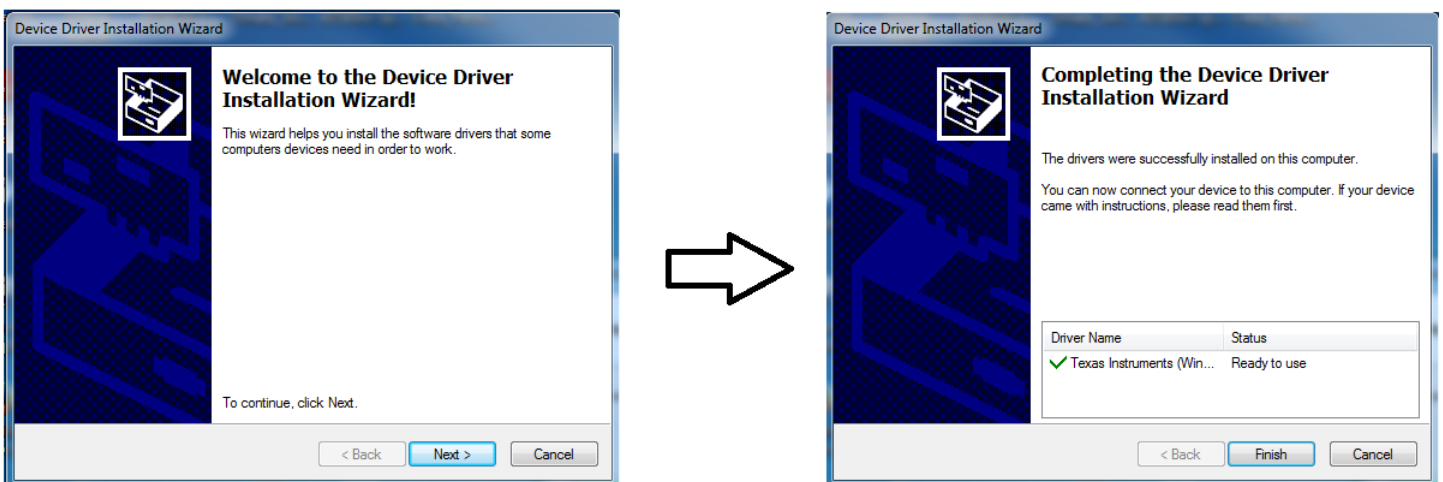 Device Driver Installation Wizard
Welcome to the Device Driver
Installation Wizard!
This wizard helps you install the software drivers that some
computers devices need in order to work.
To continue, click Next.
< Back
Next >
Cancel
Device Driver Installation Wizard
Completing the Device Driver
Installation Wizard
The drivers were successfully installed on this computer.
You can now connect your device to this computer. If your device
came with instructions, please read them first.
Driver Name Status
Texas Instruments (Win... Ready to use
< Back
Finish
Cancel